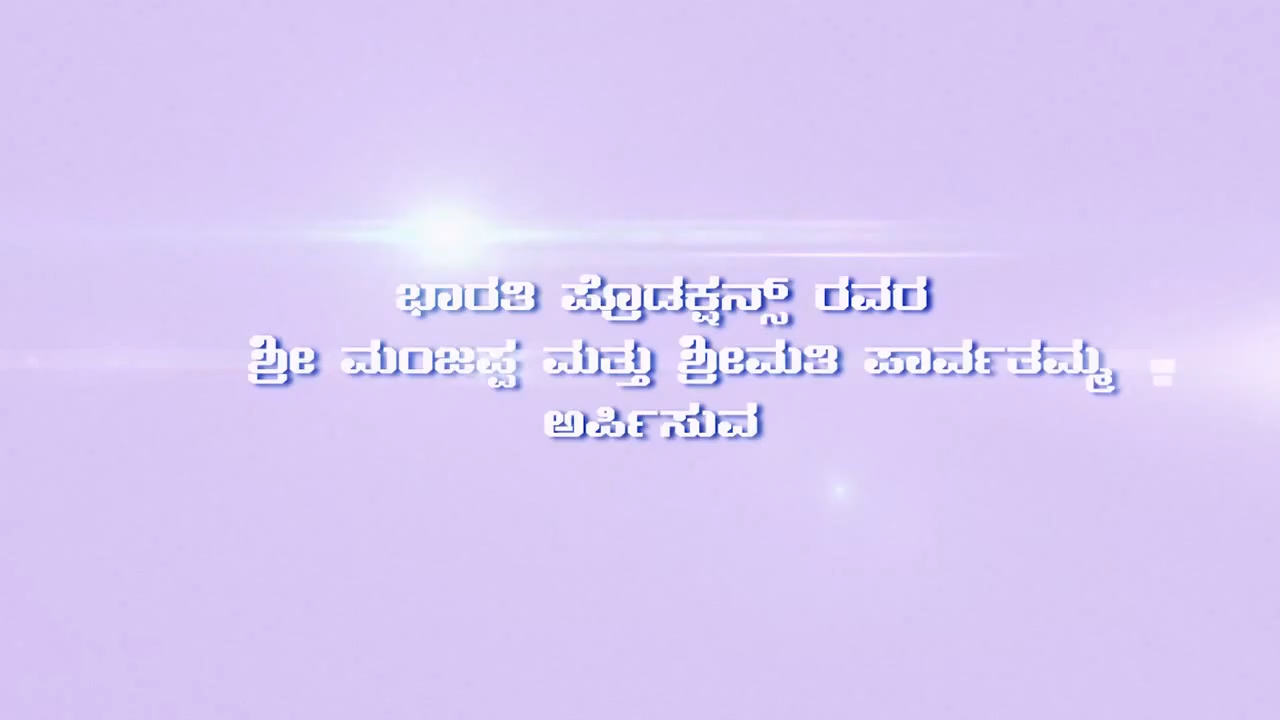 ಭಾರತಿ ಪ್ರೊಡಕ್ಷನ್ಸ್ ರವರ
ಶ್ರೀ ಮಂಜಪ್ಪ ಮತ್ತು ಶ್ರೀಮತಿ ಪಾರ್ವತಮ್ಮ
ಅರ್ಪಿಸುವ